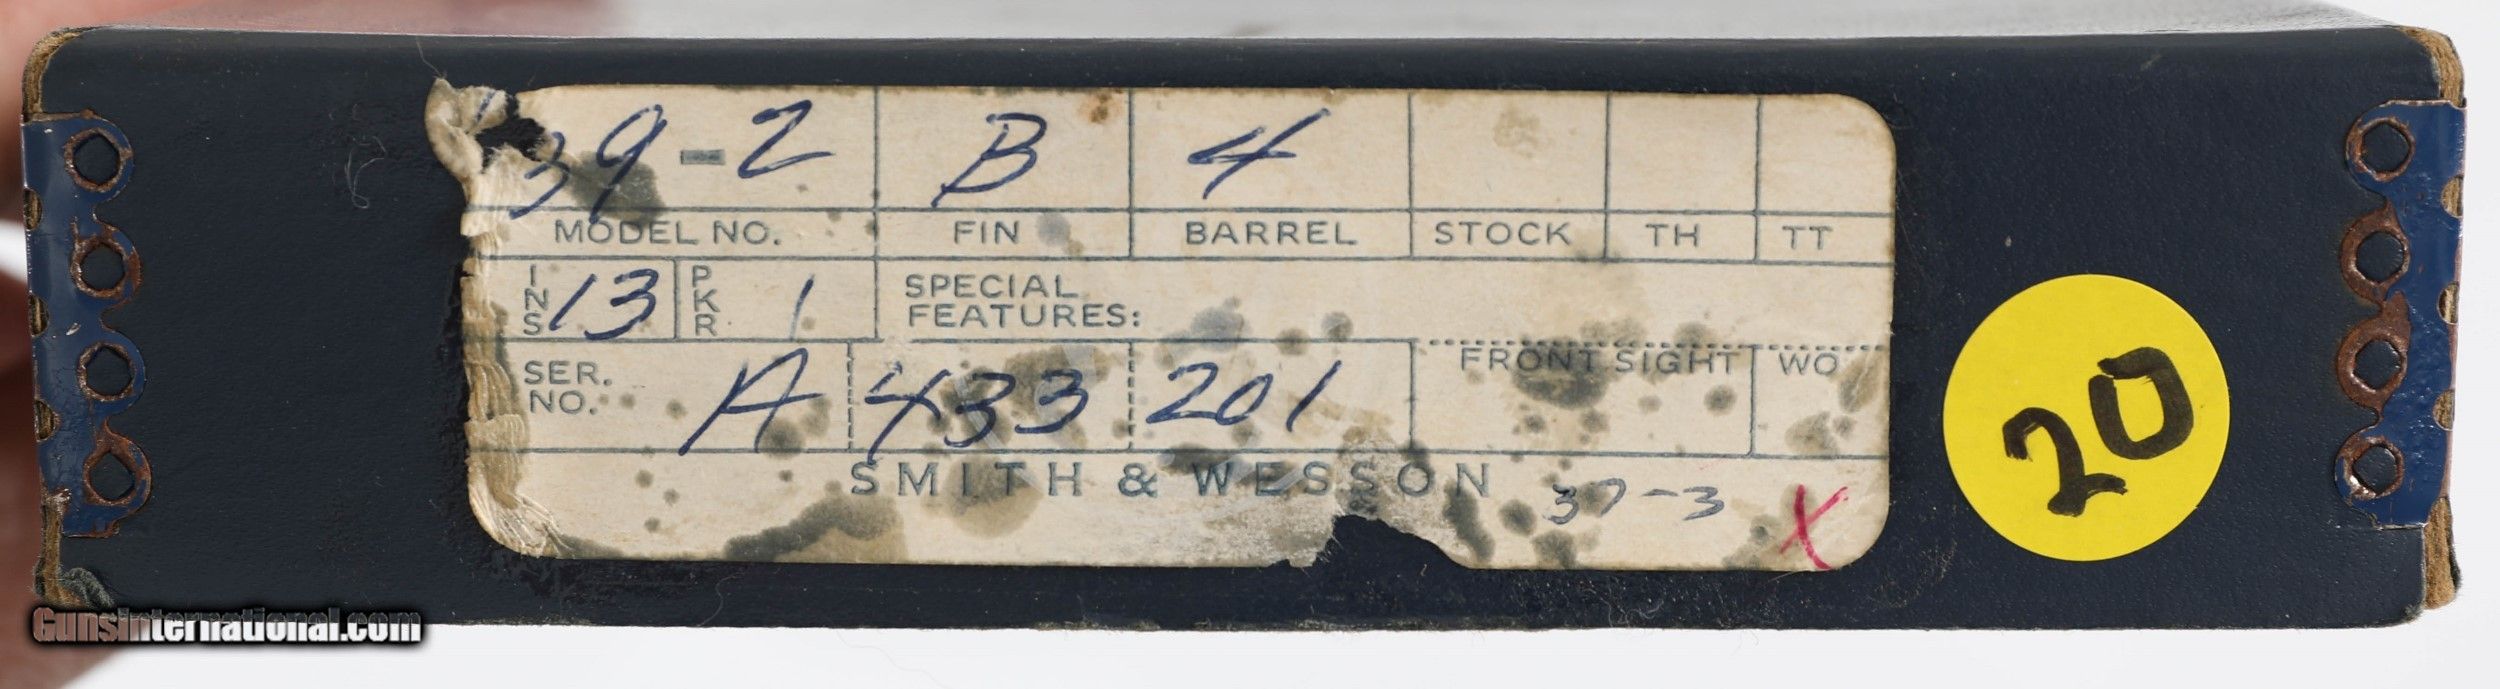 39-2 B 4
MODEL NO. FIN BARREL STOCK TH TT
INS 13 PKR 1 SPECIAL FEATURES:
SER. NO. A 433 201 FRONT SIGHT WO
SMITH & WESSON 37-3 X
20
GunsInternational.com